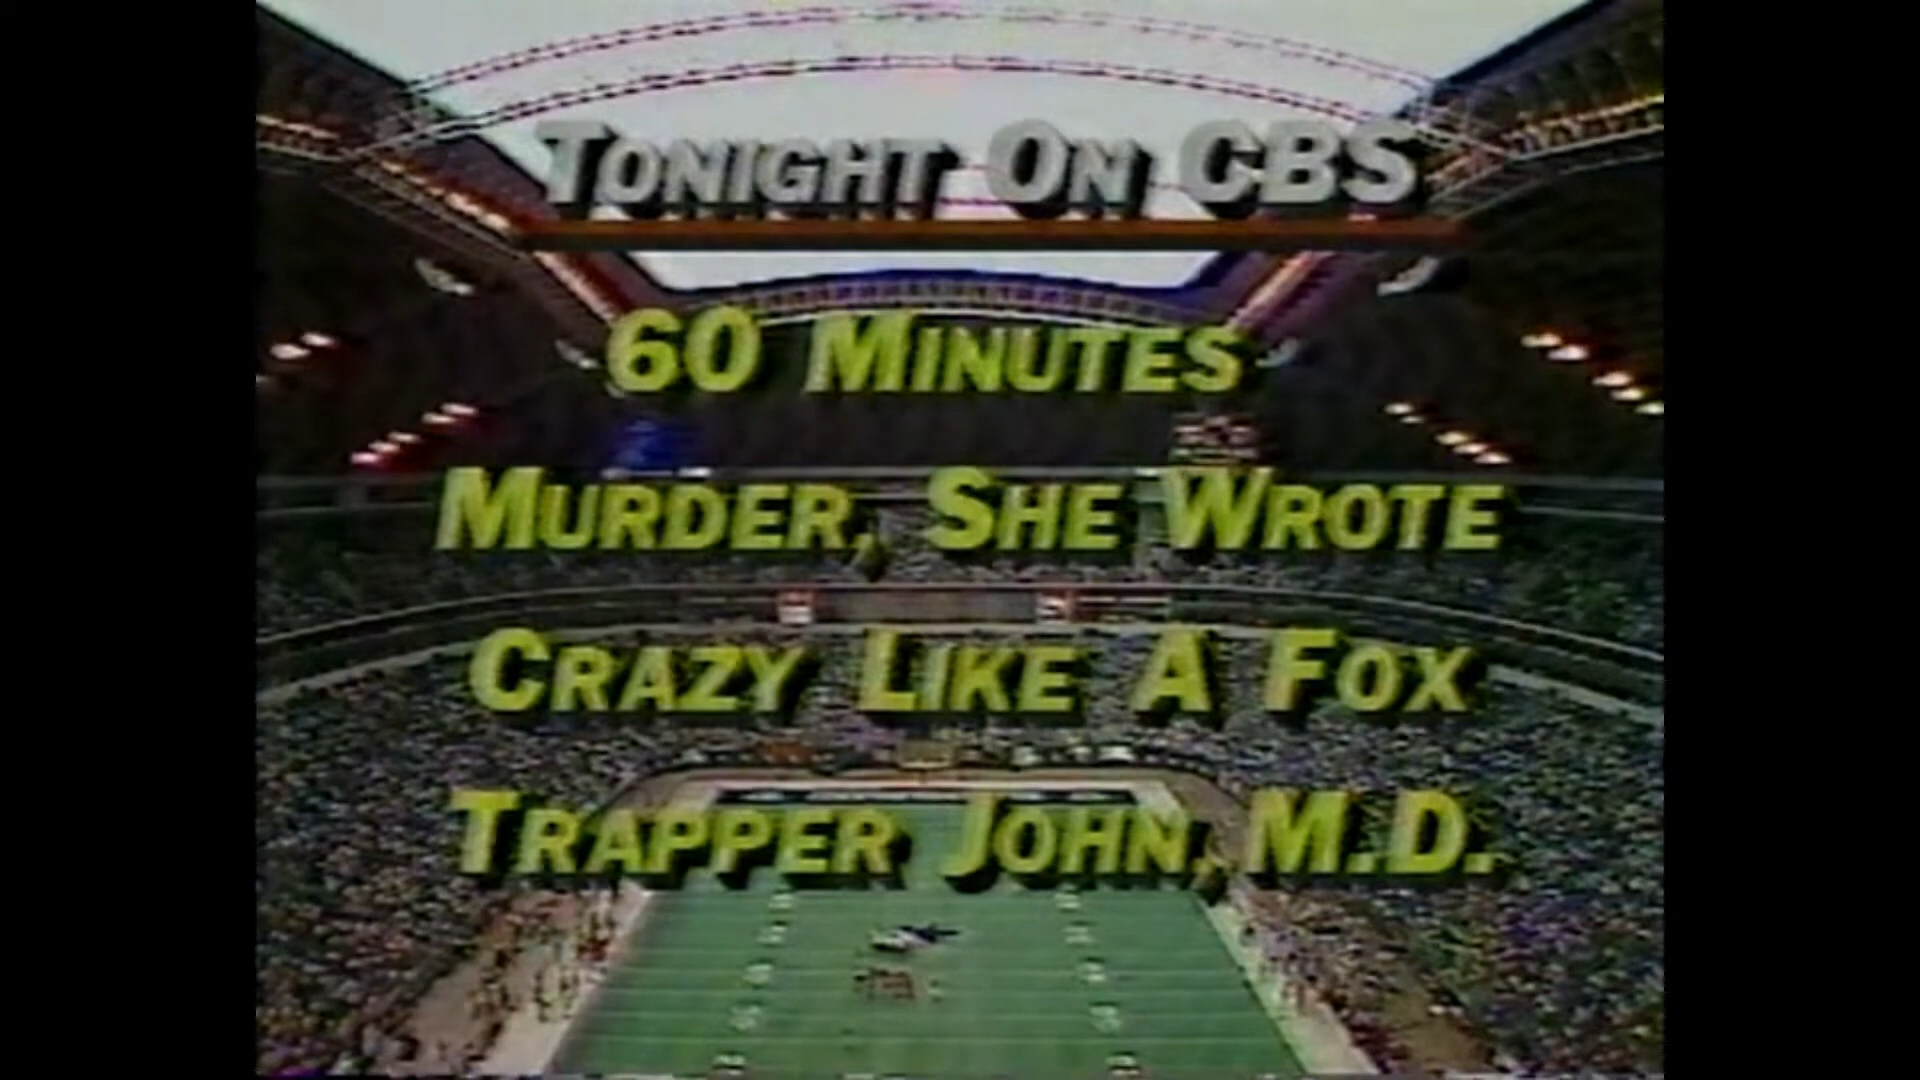 TONIGHT ON CBS
60 MINUTES
MURDER, SHE WROTE
CRAZY LIKE A FOX
TRAPPER JOHN, M.D.